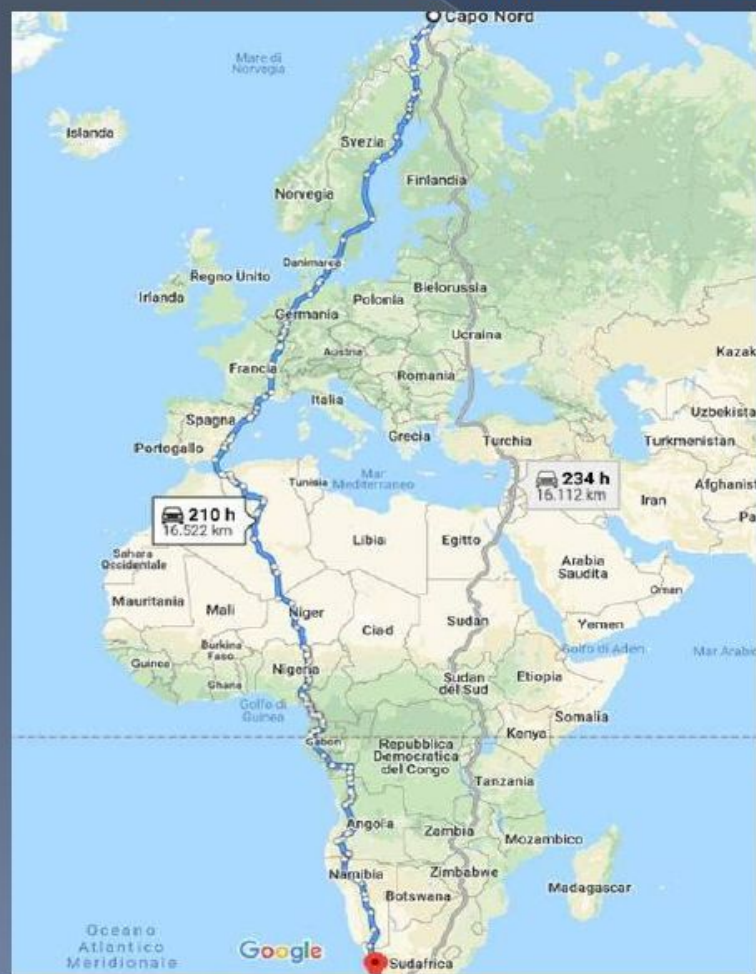 Capo Nord
Mare di
Norvegia
Islanda
Svezia
Finlandia
Norvegia
Danimarca
Regno Unito
Irlanda
Bielorussia
Polonia
Germania
Ucraina
Austria
Kazak
Francia
Romania
Italia
Uzbekista
Spagna
Grecia
Turchia
Turkmenistan
Portogallo
Mar
Mediterraneo
Tunisia
234 h
16.112 km
Afghanist
Iran
Pa
210 h
16.522 km
Libia
Egitto
Sahara
Occidentale
Arabia
Saudita
Oman
Mauritania
Mali
Niger
Ciad
Sudan
Yemen
Golfo di Aden
Mar Arabic
Burkina
Faso
Guinea
Ghana
Nigeria
Sudan
del Sud
Etiopia
Golfo di
Guinea
Somalia
Kenya
Gabon
Repubblica
Democratica
del Congo
Tanzania
Angola
Zambia
Mozambico
Namibia
Zimbabwe
Botswana
Madagascar
Oceano
Atlantico
Meridionale
Google
Sudafrica